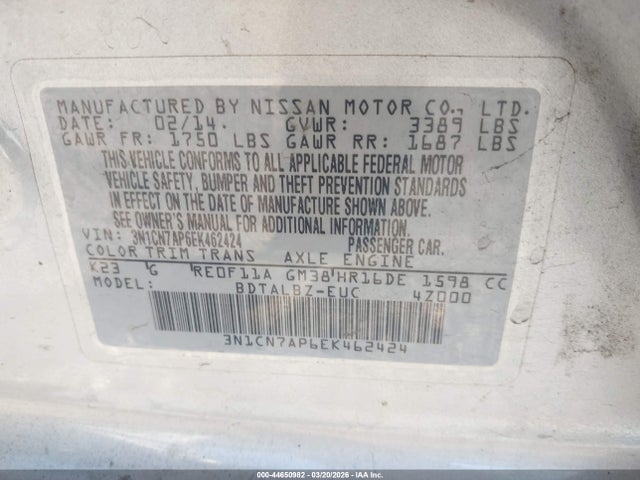 MANUFACTURED BY NISSAN MOTOR CO., LTD.
DATE: 02/14. GVWR: 3389 LBS
GAWR FR: 1750 LBS GAWR RR: 1687 LBS
THIS VEHICLE CONFORMS TO ALL APPLICABLE FEDERAL MOTOR
VEHICLE SAFETY, BUMPER AND THEFT PREVENTION STANDARDS
IN EFFECT ON THE DATE OF MANUFACTURE SHOWN ABOVE.
SEE OWNER'S MANUAL FOR ADDITIONAL INFORMATION.
VIN: 3N1CN7AP6EK462424 PASSENGER CAR.
COLOR TRIM TRANS AXLE ENGINE
K23 G RE0F11A GM38 HR16DE 1598 CC
MODEL: BDTALBZ-EUC 4Z000
3N1CN7AP6EK462424
000-44650982 | 03/20/2026 - IAA Inc.